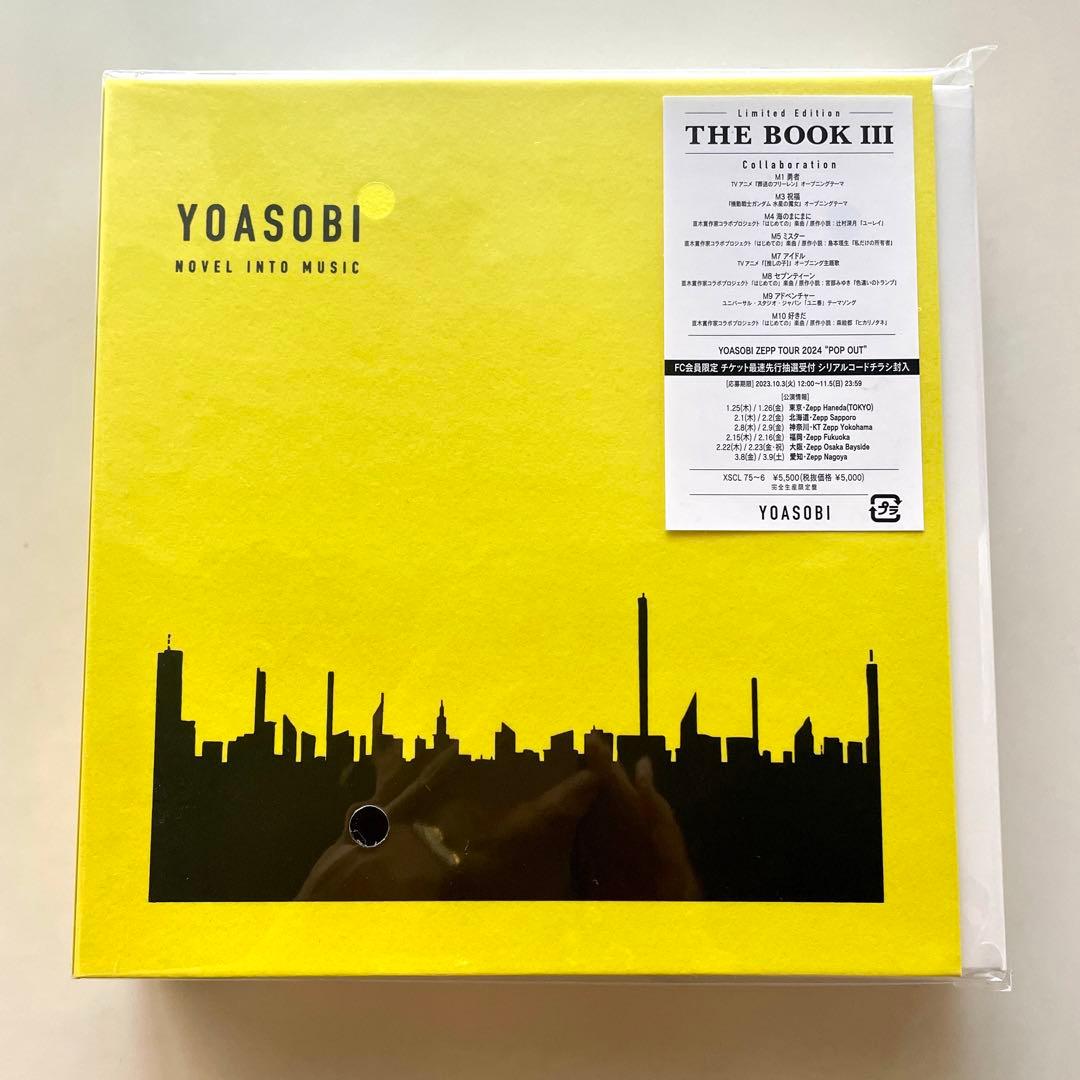 YOASOBI
NOVEL INTO MUSIC
Limited Edition
THE BOOK III
Collaboration
M1 勇者
TV アニメ『葬送のフリーレン』オープニングテーマ
M3 祝福
『機動戦士ガンダム 水星の魔女』オープニングテーマ
M4 海のまにまに
直木賞作家コラボプロジェクト「はじめての」楽曲 / 原作小説:辻村深月『ユーレイ』
M5 ミスター
直木賞作家コラボプロジェクト「はじめての」楽曲 / 原作小説:島本理生『私だけの所有者』
M7 アイドル
TV アニメ『【推しの子】』オープニング主題歌
M8 セブンティーン
直木賞作家コラボプロジェクト「はじめての」楽曲 / 原作小説:宮部みゆき『色違いのトランプ』
M9 アドベンチャー
ユニバーサル・スタジオ・ジャパン「ユニ春」テーマソング
M10 好きだ
直木賞作家コラボプロジェクト「はじめての」楽曲 / 原作小説:森絵都『ヒカリノタネ』
YOASOBI ZEPP TOUR 2024 "POP OUT"
FC会員限定 チケット最速先行抽選受付 シリアルコードチラシ封入
[応募期限] 2023.10.3(火) 12:00〜11.5(日) 23:59
[公演情報]
1.25(木) / 1.26(金) 東京・Zepp Haneda(TOKYO)
2.1(木) / 2.2(金) 北海道・Zepp Sapporo
2.8(木) / 2.9(金) 神奈川・KT Zepp Yokohama
2.15(木) / 2.16(金) 福岡・Zepp Fukuoka
2.22(木) / 2.23(金・祝) 大阪・Zepp Osaka Bayside
3.8(金) / 3.9(土) 愛知・Zepp Nagoya
XSCL 75〜6 ¥5,500(税抜価格 ¥5,000)
完全生産限定盤
YOASOBI
プラ